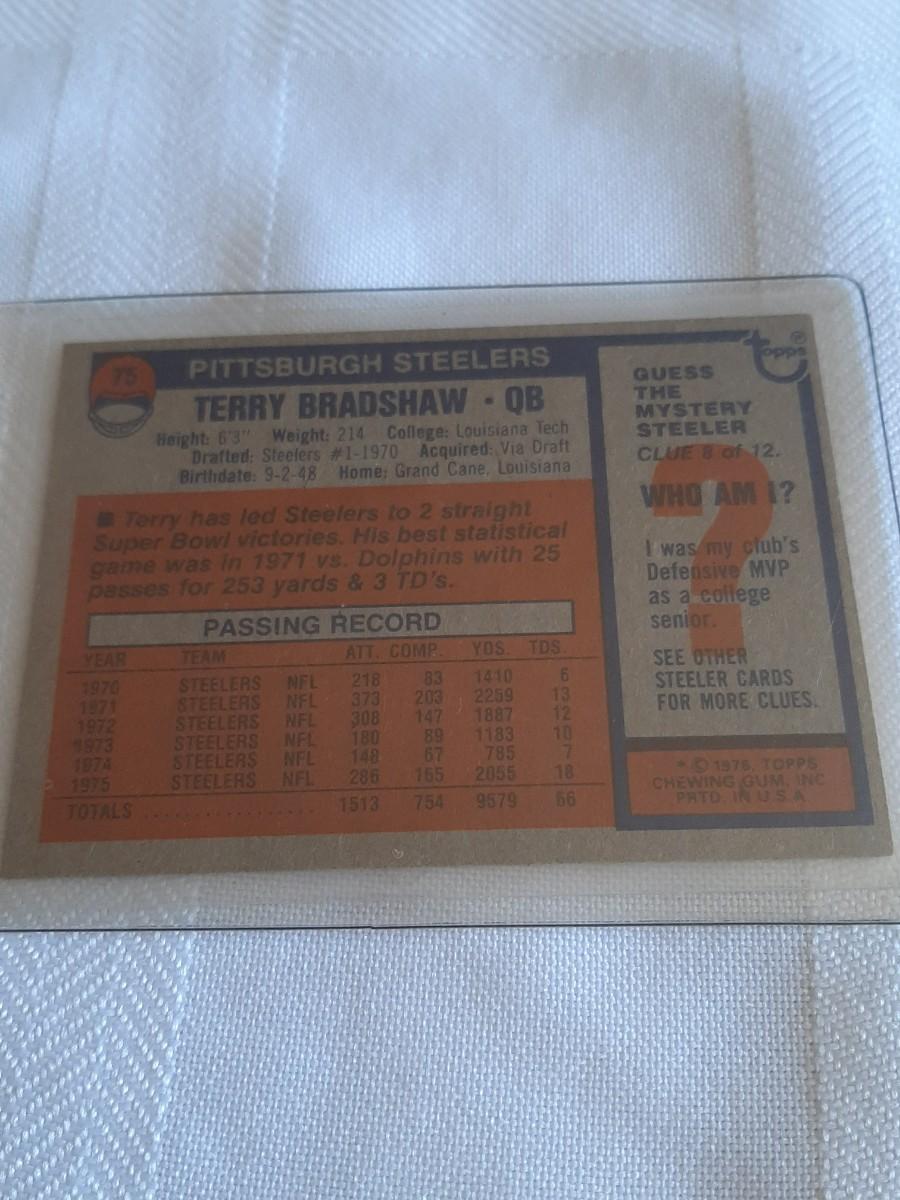 75
PITTSBURGH STEELERS
TERRY BRADSHAW • QB
Height: 6'3" Weight: 214 College: Louisiana Tech
Drafted: Steelers #1-1970 Acquired: Via Draft
Birthdate: 9-2-48 Home: Grand Cane, Louisiana
■ Terry has led Steelers to 2 straight
Super Bowl victories. His best statistical
game was in 1971 vs. Dolphins with 25
passes for 253 yards & 3 TD's.
PASSING RECORD
YEAR TEAM ATT. COMP. YDS. TDS.
1970 STEELERS NFL 218 83 1410 6
1971 STEELERS NFL 373 203 2259 13
1972 STEELERS NFL 308 147 1887 12
1973 STEELERS NFL 180 89 1183 10
1974 STEELERS NFL 148 67 785 7
1975 STEELERS NFL 286 165 2055 18
TOTALS ................. 1513 754 9579 66
topps®
GUESS
THE
MYSTERY
STEELER
CLUE 8 of 12.
WHO AM I?
?
I was my club's
Defensive MVP
as a college
senior.
SEE OTHER
STEELER CARDS
FOR MORE CLUES.
* © 1976, TOPPS
CHEWING GUM, INC
PRTD. IN U.S.A